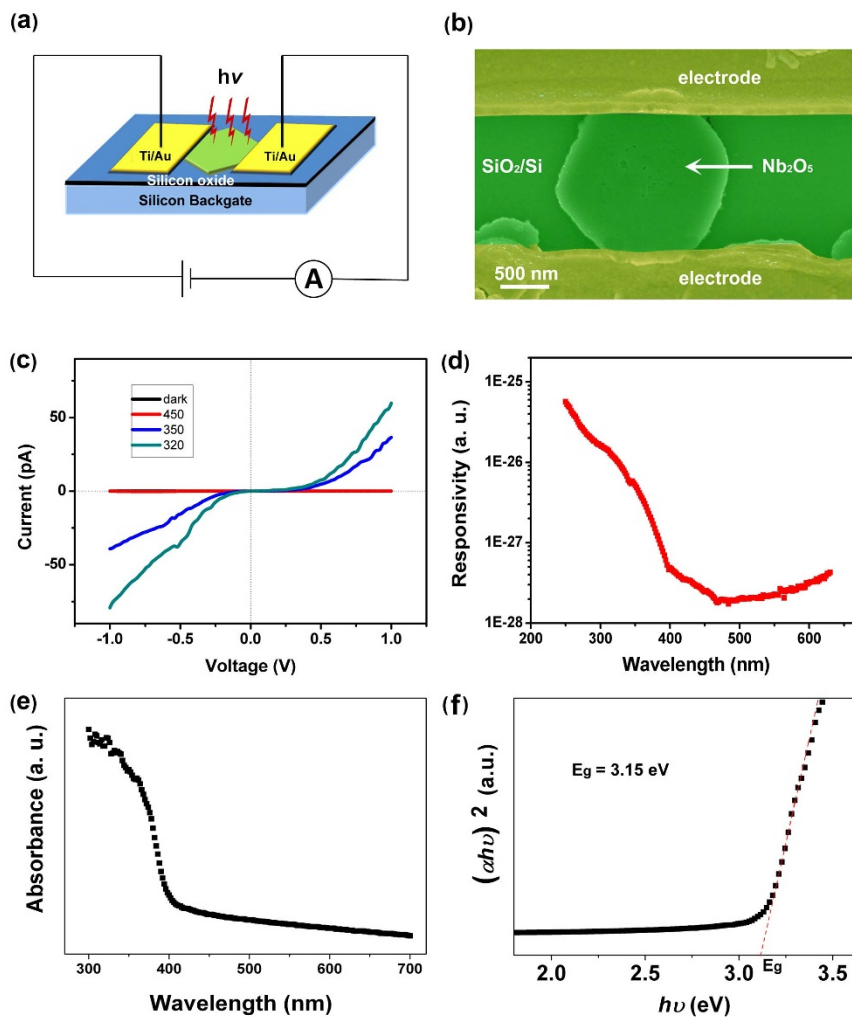 (a)
hν
Ti/Au
Ti/Au
Silicon oxide
Silicon Backgate
A
(b)
electrode
SiO₂/Si
Nb₂O₅
500 nm
electrode
(c)
Current (pA)
50
0
-50
dark
450
350
320
-1.0
-0.5
0.0
0.5
1.0
Voltage (V)
(d)
Responsivity (a. u.)
1E-25
1E-26
1E-27
1E-28
200
300
400
500
600
Wavelength (nm)
(e)
Absorbance (a. u.)
300
400
500
600
700
Wavelength (nm)
(f)
(αhυ)² (a.u.)
Eg = 3.15 eV
2.0
2.5
3.0
Eg
3.5
hυ (eV)